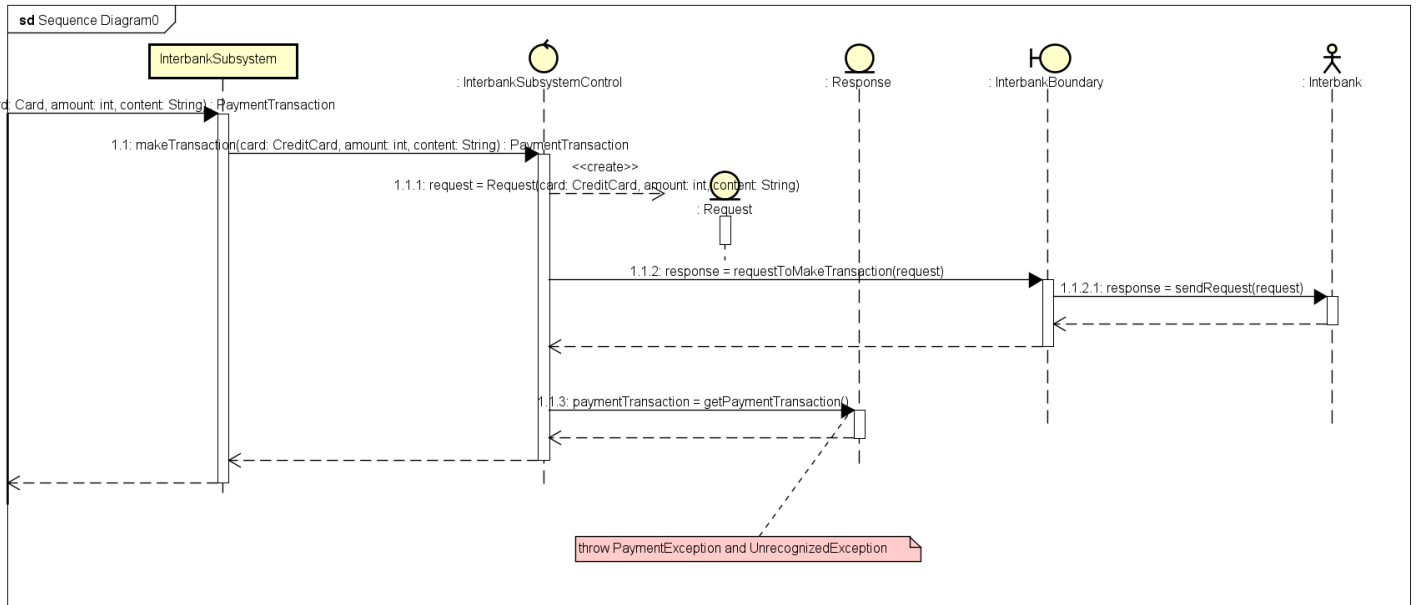 sd Sequence Diagram0
InterbankSubsystem
: InterbankSubsystemControl
: Response
: InterbankBoundary
: Interbank
d: Card, amount: int, content: String) : PaymentTransaction
1.1: makeTransaction(card: CreditCard, amount: int, content: String) : PaymentTransaction
<<create>>
1.1.1: request = Request(card: CreditCard, amount: int, content: String)
: Request
1.1.2: response = requestToMakeTransaction(request)
1.1.2.1: response = sendRequest(request)
1.1.3: paymentTransaction = getPaymentTransaction()
throw PaymentException and UnrecognizedException